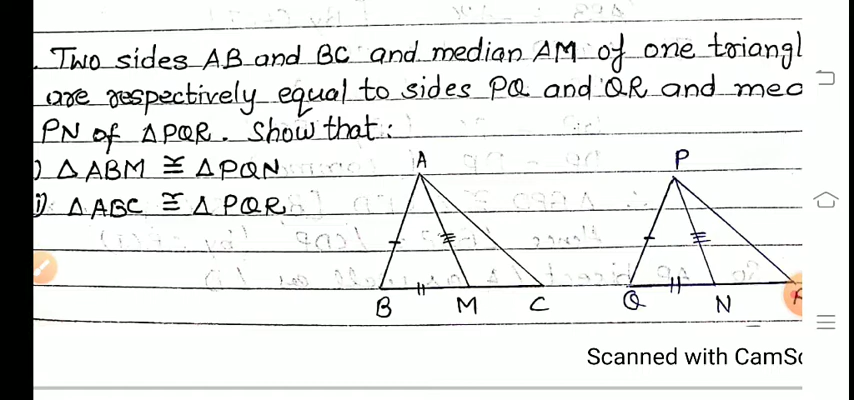 . Two sides AB and BC and median AM of one triangl
are respectively equal to sides PQ and QR and med
PN of ΔPQR. Show that:
) ΔABM ≅ ΔPQN
i) ΔABC ≅ ΔPQR
A
P
B
M
C
Q
N
R
Scanned with CamSc